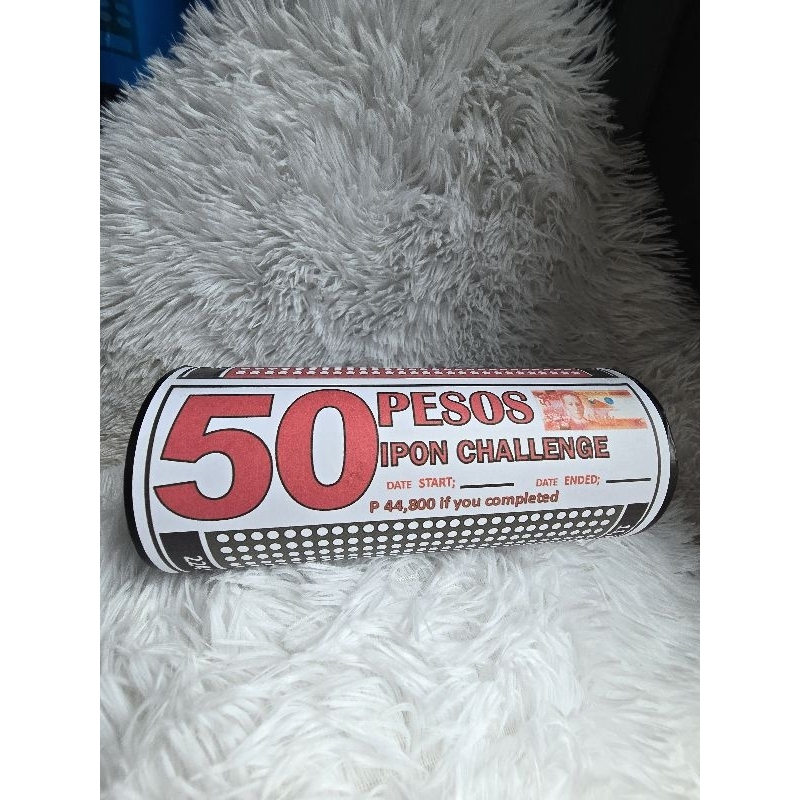 50 PESOS
IPON CHALLENGE
DATE START; DATE ENDED;
P 44,800 if you completed